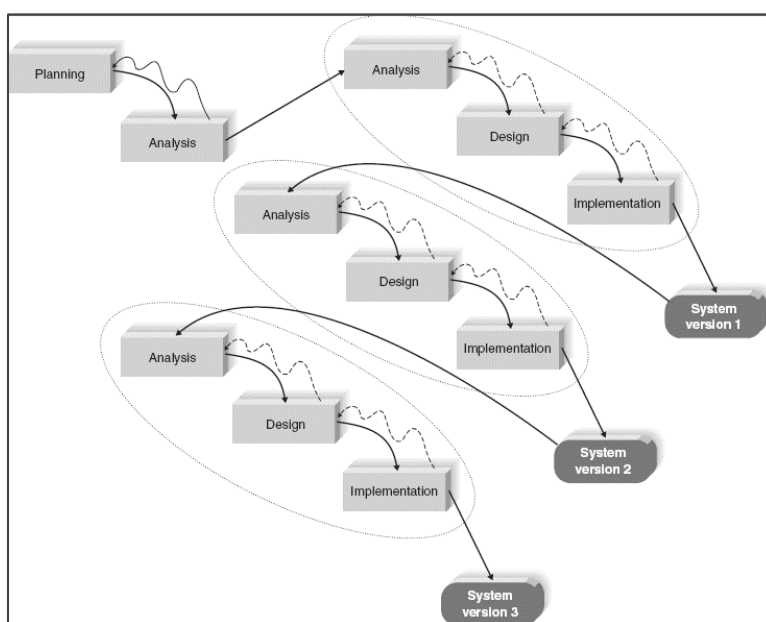 Planning
Analysis
Analysis
Design
Implementation
System
version 1
Analysis
Design
Implementation
System
version 2
Analysis
Design
Implementation
System
version 3